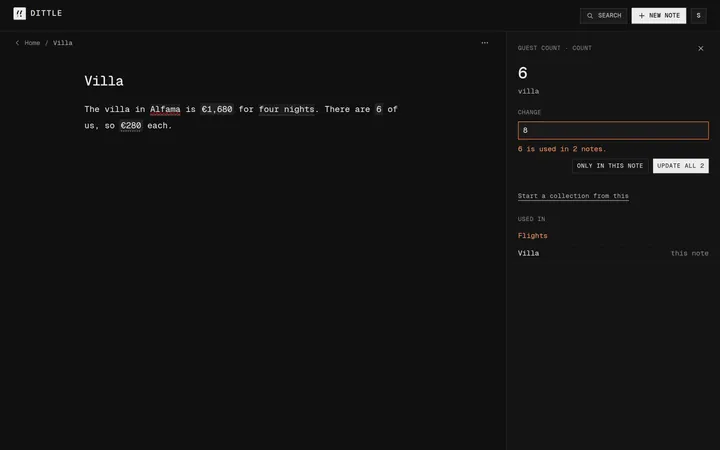 DITTLE
SEARCH
+ NEW NOTE
S
Home / Villa
...
Villa
The villa in Alfama is €1,680 for four nights. There are 6 of
us, so €280 each.
GUEST COUNT · COUNT
6
villa
CHANGE
8
6 is used in 2 notes.
ONLY IN THIS NOTE
UPDATE ALL 2
Start a collection from this
USED IN
Flights
Villa this note